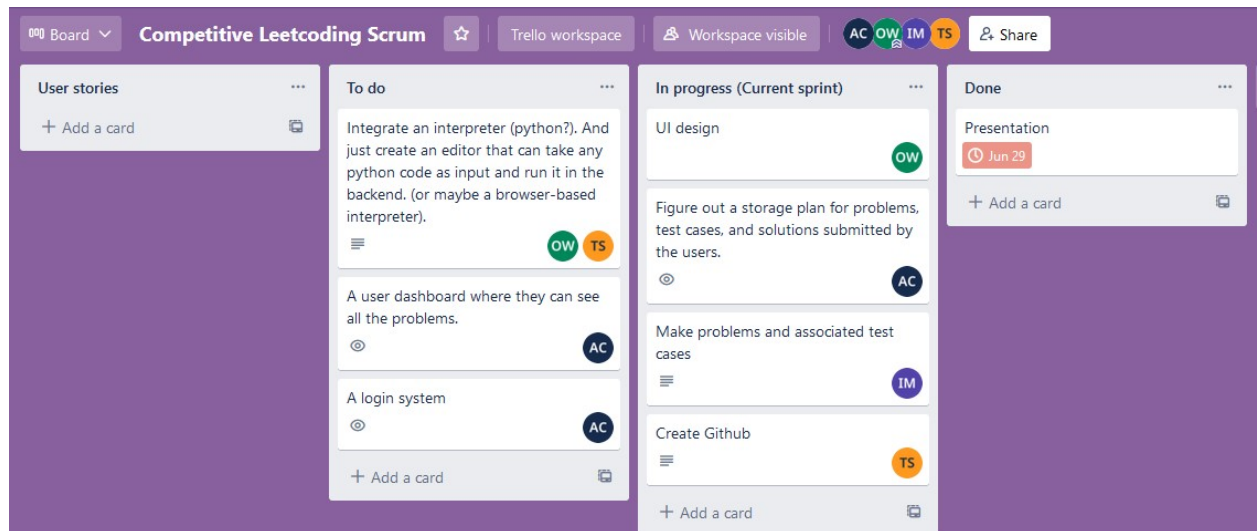 Board
Competitive Leetcoding Scrum
Trello workspace
Workspace visible
AC OW IM TS
Share
User stories
+ Add a card
To do
Integrate an interpreter (python?). And
just create an editor that can take any
python code as input and run it in the
backend. (or maybe a browser-based
interpreter).
OW TS
A user dashboard where they can see
all the problems.
AC
A login system
AC
+ Add a card
In progress (Current sprint)
UI design
OW
Figure out a storage plan for problems,
test cases, and solutions submitted by
the users.
AC
Make problems and associated test
cases
IM
Create Github
TS
+ Add a card
Done
Presentation
Jun 29
+ Add a card